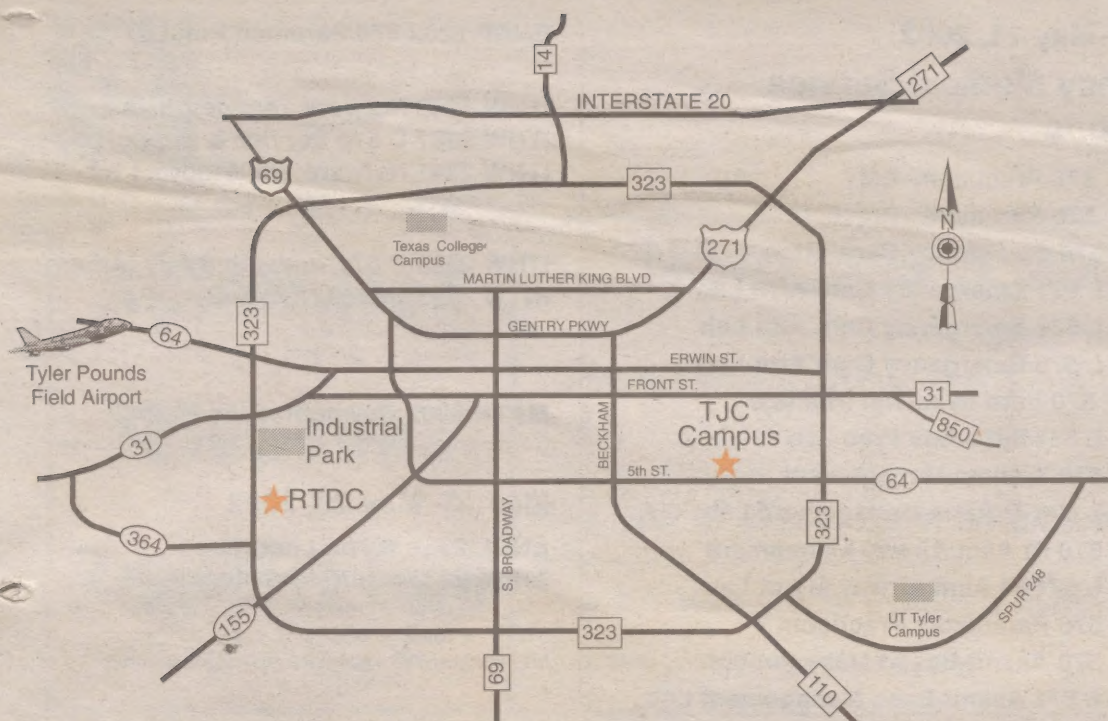 14
271
INTERSTATE 20
69
323
Texas College
Campus
271
N
MARTIN LUTHER KING BLVD
323
GENTRY PKWY
64
ERWIN ST.
Tyler Pounds
Field Airport
FRONT ST.
31
TJC
Campus
850
Industrial
Park
31
BECKHAM
5th ST.
64
RTDC
323
364
S. BROADWAY
SPUR 248
UT Tyler
Campus
155
323
69
110